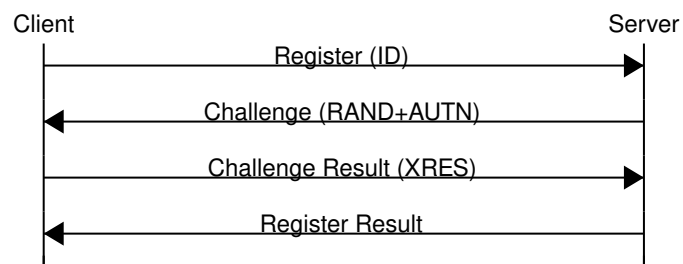 Client Server
Register (ID)
Challenge (RAND+AUTN)
Challenge Result (XRES)
Register Result